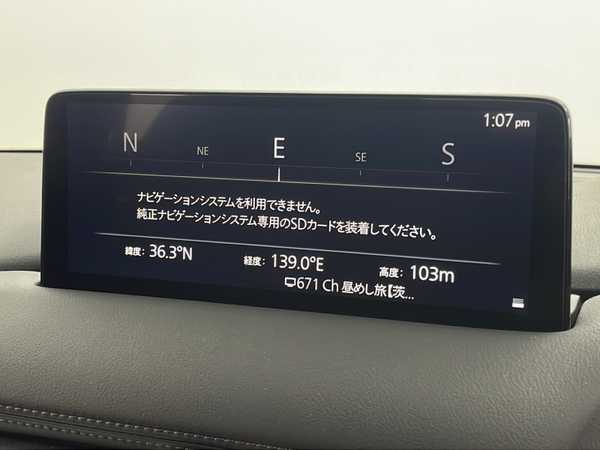 1:07 pm
N NE E SE S
ナビゲーションシステムを利用できません。
純正ナビゲーションシステム専用のSDカードを装着してください。
緯度: 36.3°N 経度: 139.0°E 高度: 103m
671 Ch 昼めし旅【茨...